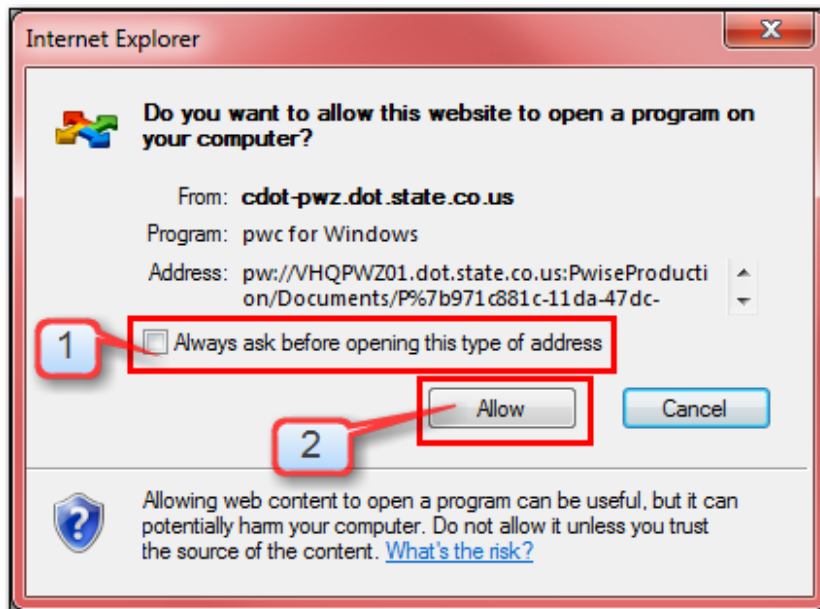 Internet Explorer
Do you want to allow this website to open a program on
your computer?
From: cdot-pwz.dot.state.co.us
Program: pwc for Windows
Address: pw://VHQPWZ01.dot.state.co.us:PwiseProducti
on/Documents/P%7b971c881c-11da-47dc-
1
Always ask before opening this type of address
Allow
Cancel
2
Allowing web content to open a program can be useful, but it can
potentially harm your computer. Do not allow it unless you trust
the source of the content. What's the risk?